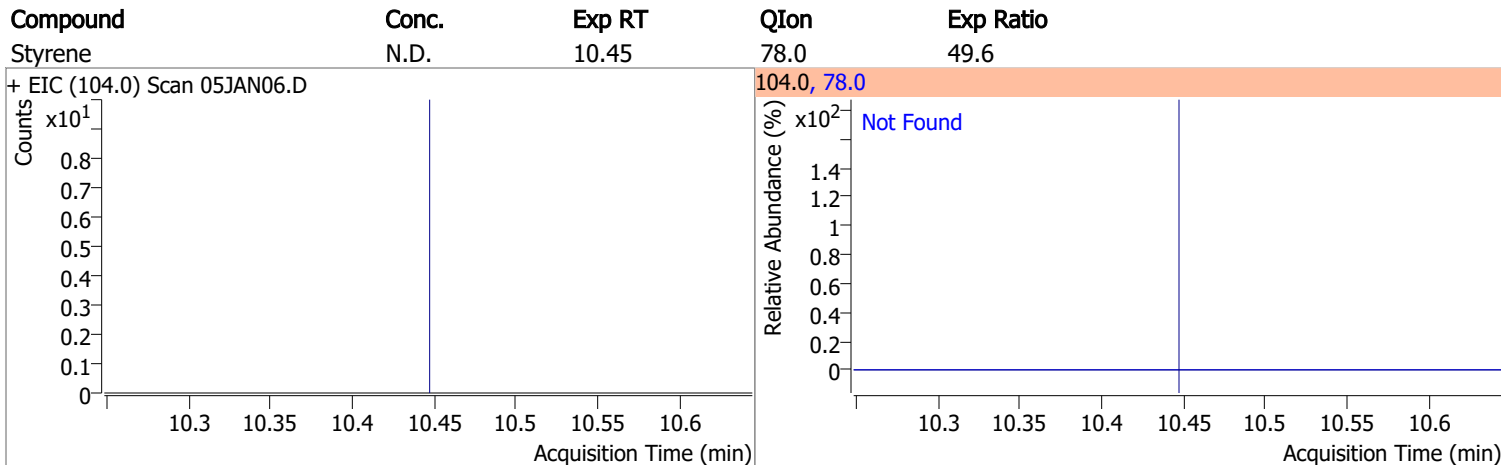 Compound Conc. Exp RT QIon Exp Ratio
Styrene N.D. 10.45 78.0 49.6
+ EIC (104.0) Scan 05JAN06.D
Counts
x10¹
0.8
0.7
0.6
0.5
0.4
0.3
0.2
0.1
0
10.3 10.35 10.4 10.45 10.5 10.55 10.6
Acquisition Time (min)
104.0, 78.0
Relative Abundance (%)
x10²
Not Found
1.4
1.2
1
0.8
0.6
0.4
0.2
0
10.3 10.35 10.4 10.45 10.5 10.55 10.6
Acquisition Time (min)